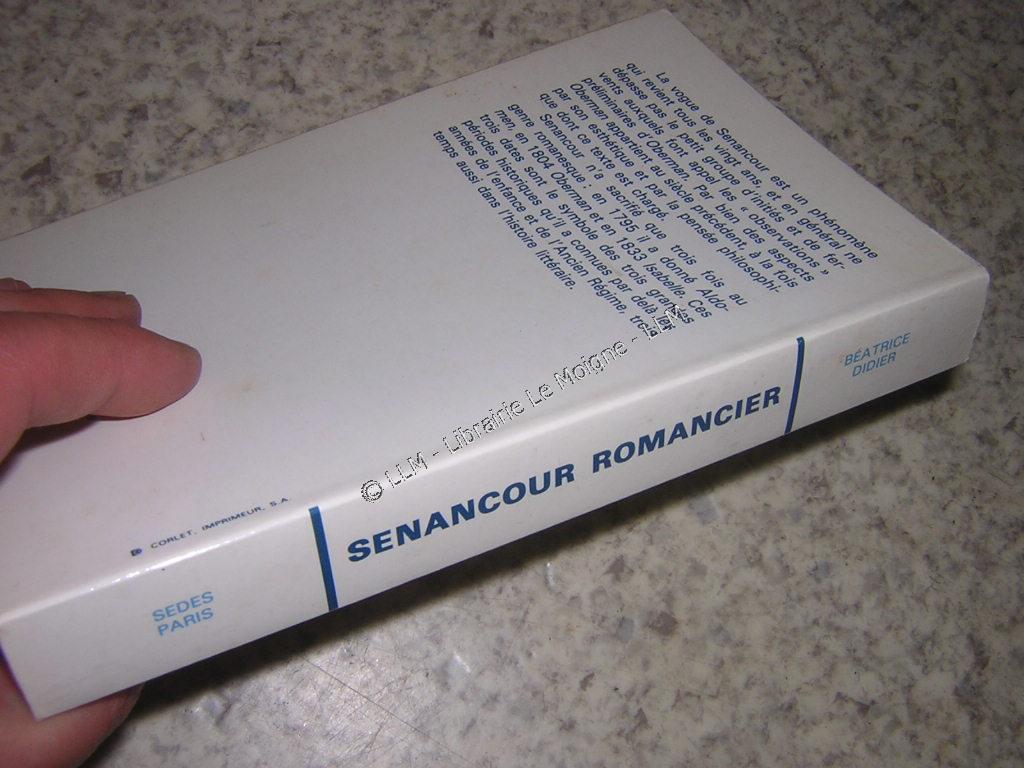 La vogue de Senancour est un phénomène
qui revient tous les vingt ans, et en général ne
dépasse pas le petit groupe d'initiés et de fer-
vents auxquels font appel les « observations »
préliminaires d'Oberman. Par bien des aspects
Oberman appartient au siècle précédent, à la fois
par son esthétique et par la pensée philosophi-
que dont ce texte est chargé.
Senancour n'a sacrifié que trois fois au
genre romanesque : en 1795 il a donné Aldo-
men, en 1804 Oberman et en 1833 Isabelle. Ces
trois dates sont le symbole des trois grandes
périodes historiques qu'il a connues par delà les
années de l'enfance et de l'Ancien Régime, trois
temps aussi dans l'histoire littéraire.
CORLET, IMPRIMEUR, S.A.
SEDES
PARIS
SENANCOUR ROMANCIER
BÉATRICE
DIDIER
© LLM - Librairie Le Moigne - LLM